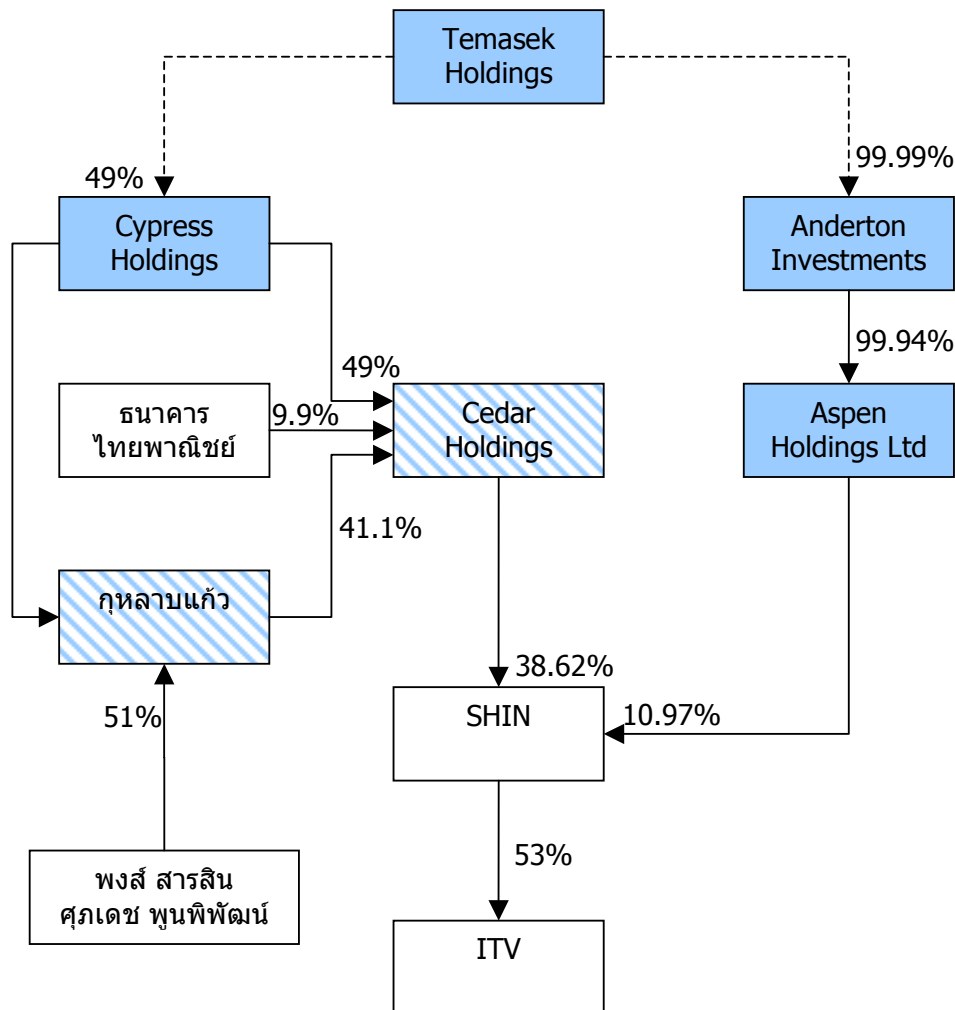 Temasek
Holdings
49%
99.99%
Cypress
Holdings
Anderton
Investments
99.94%
49%
ธนาคาร
ไทยพาณิชย์
9.9%
Cedar
Holdings
Aspen
Holdings Ltd
41.1%
กุหลาบแก้ว
38.62%
51%
SHIN
10.97%
53%
พงส์ สารสิน
ศุภเดช พูนพิพัฒน์
ITV